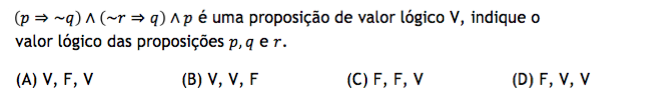 (p ⇒ ~q) ∧ (~r ⇒ q) ∧ p é uma proposição de valor lógico V, indique o
valor lógico das proposições p, q e r.
(A) V, F, V (B) V, V, F (C) F, F, V (D) F, V, V